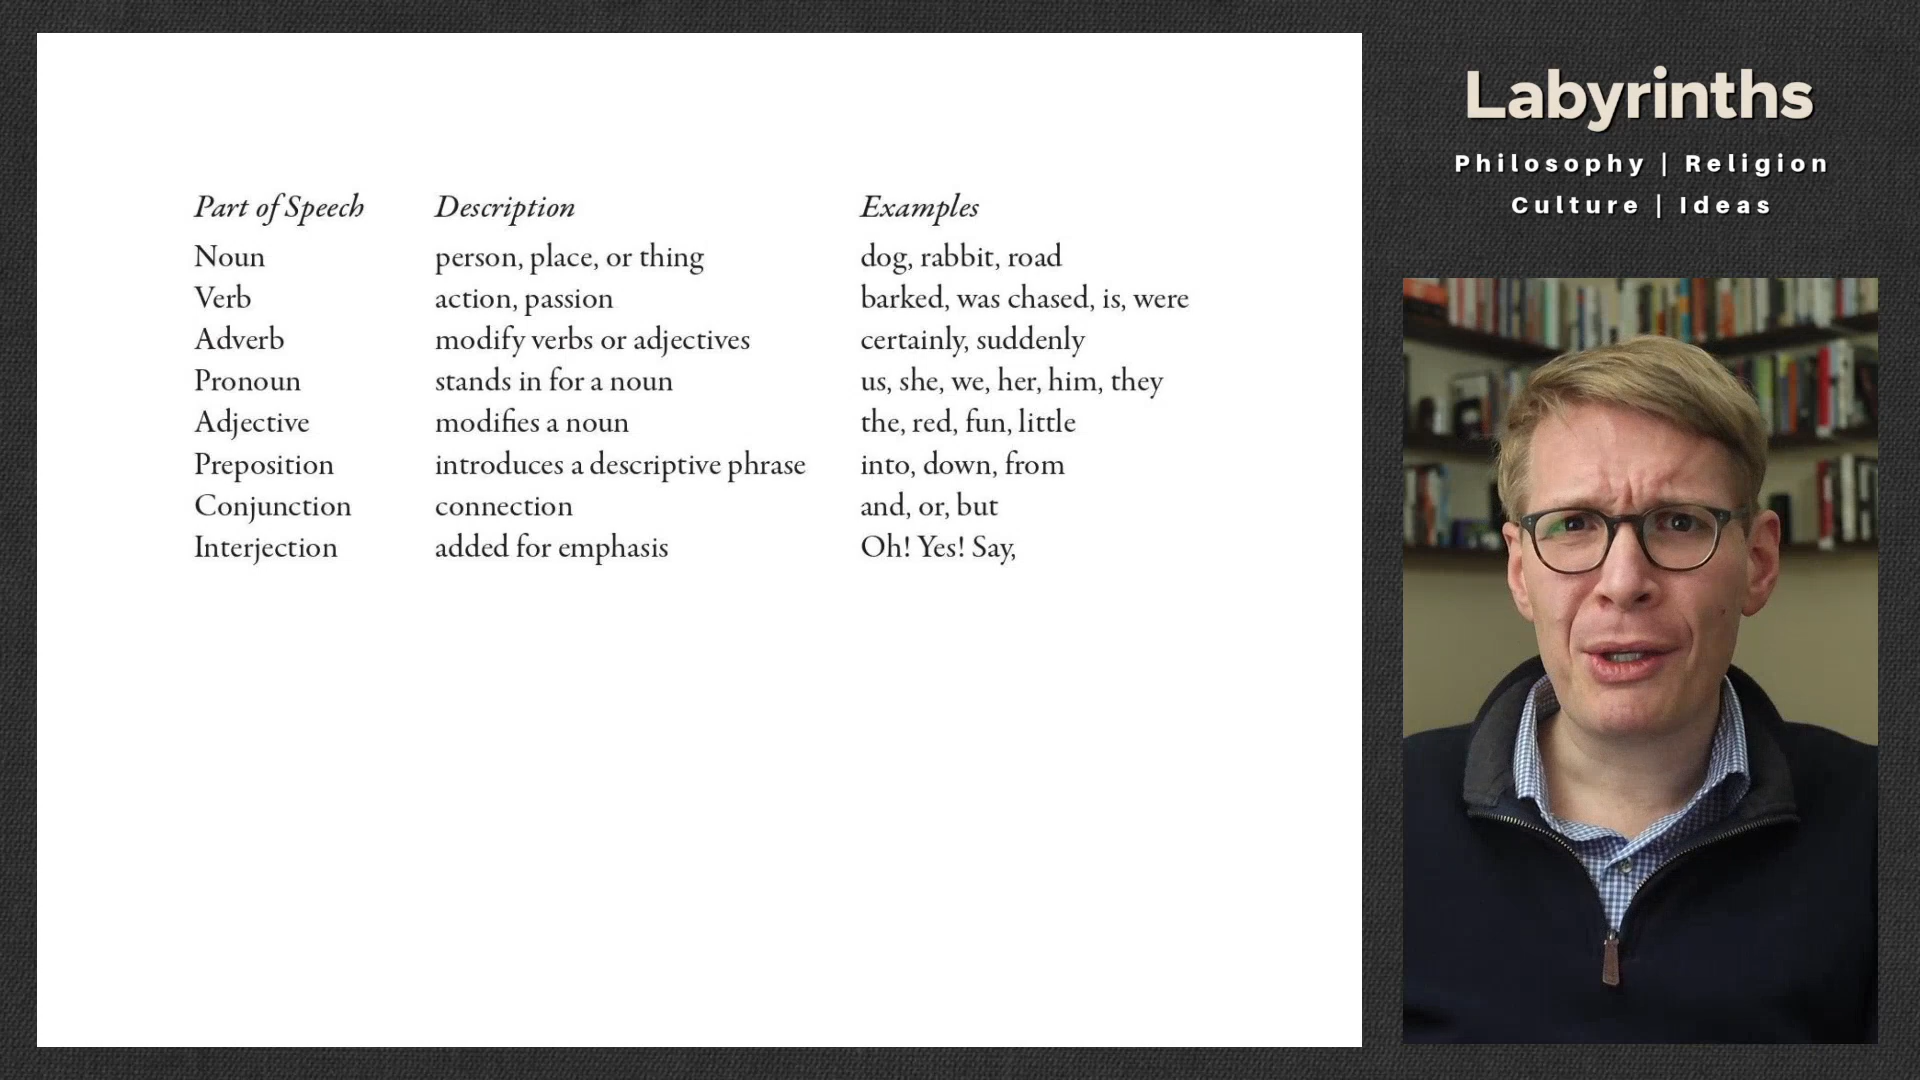 Part of Speech Description Examples
Noun person, place, or thing dog, rabbit, road
Verb action, passion barked, was chased, is, were
Adverb modify verbs or adjectives certainly, suddenly
Pronoun stands in for a noun us, she, we, her, him, they
Adjective modifies a noun the, red, fun, little
Preposition introduces a descriptive phrase into, down, from
Conjunction connection and, or, but
Interjection added for emphasis Oh! Yes! Say,
Labyrinths
Philosophy | Religion
Culture | Ideas